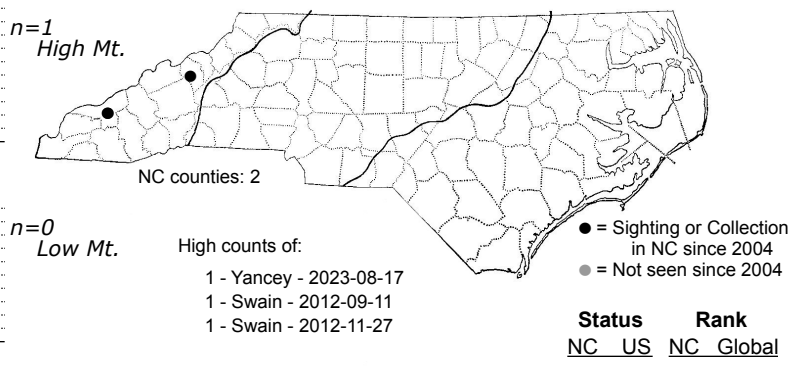 n=1
High Mt.
NC counties: 2
n=0
Low Mt.
High counts of:
1 - Yancey - 2023-08-17
1 - Swain - 2012-09-11
1 - Swain - 2012-11-27
= Sighting or Collection
in NC since 2004
= Not seen since 2004
Status Rank
NC US NC Global